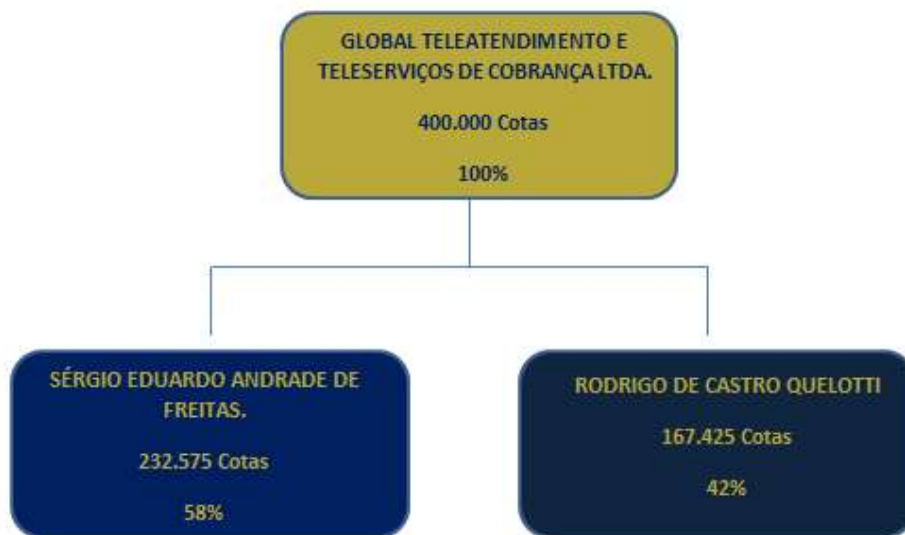 GLOBAL TELEATENDIMENTO E
TELESERVIÇOS DE COBRANÇA LTDA.
400.000 Cotas
100%
SÉRGIO EDUARDO ANDRADE DE
FREITAS.
232.575 Cotas
58%
RODRIGO DE CASTRO QUELOTTI
167.425 Cotas
42%